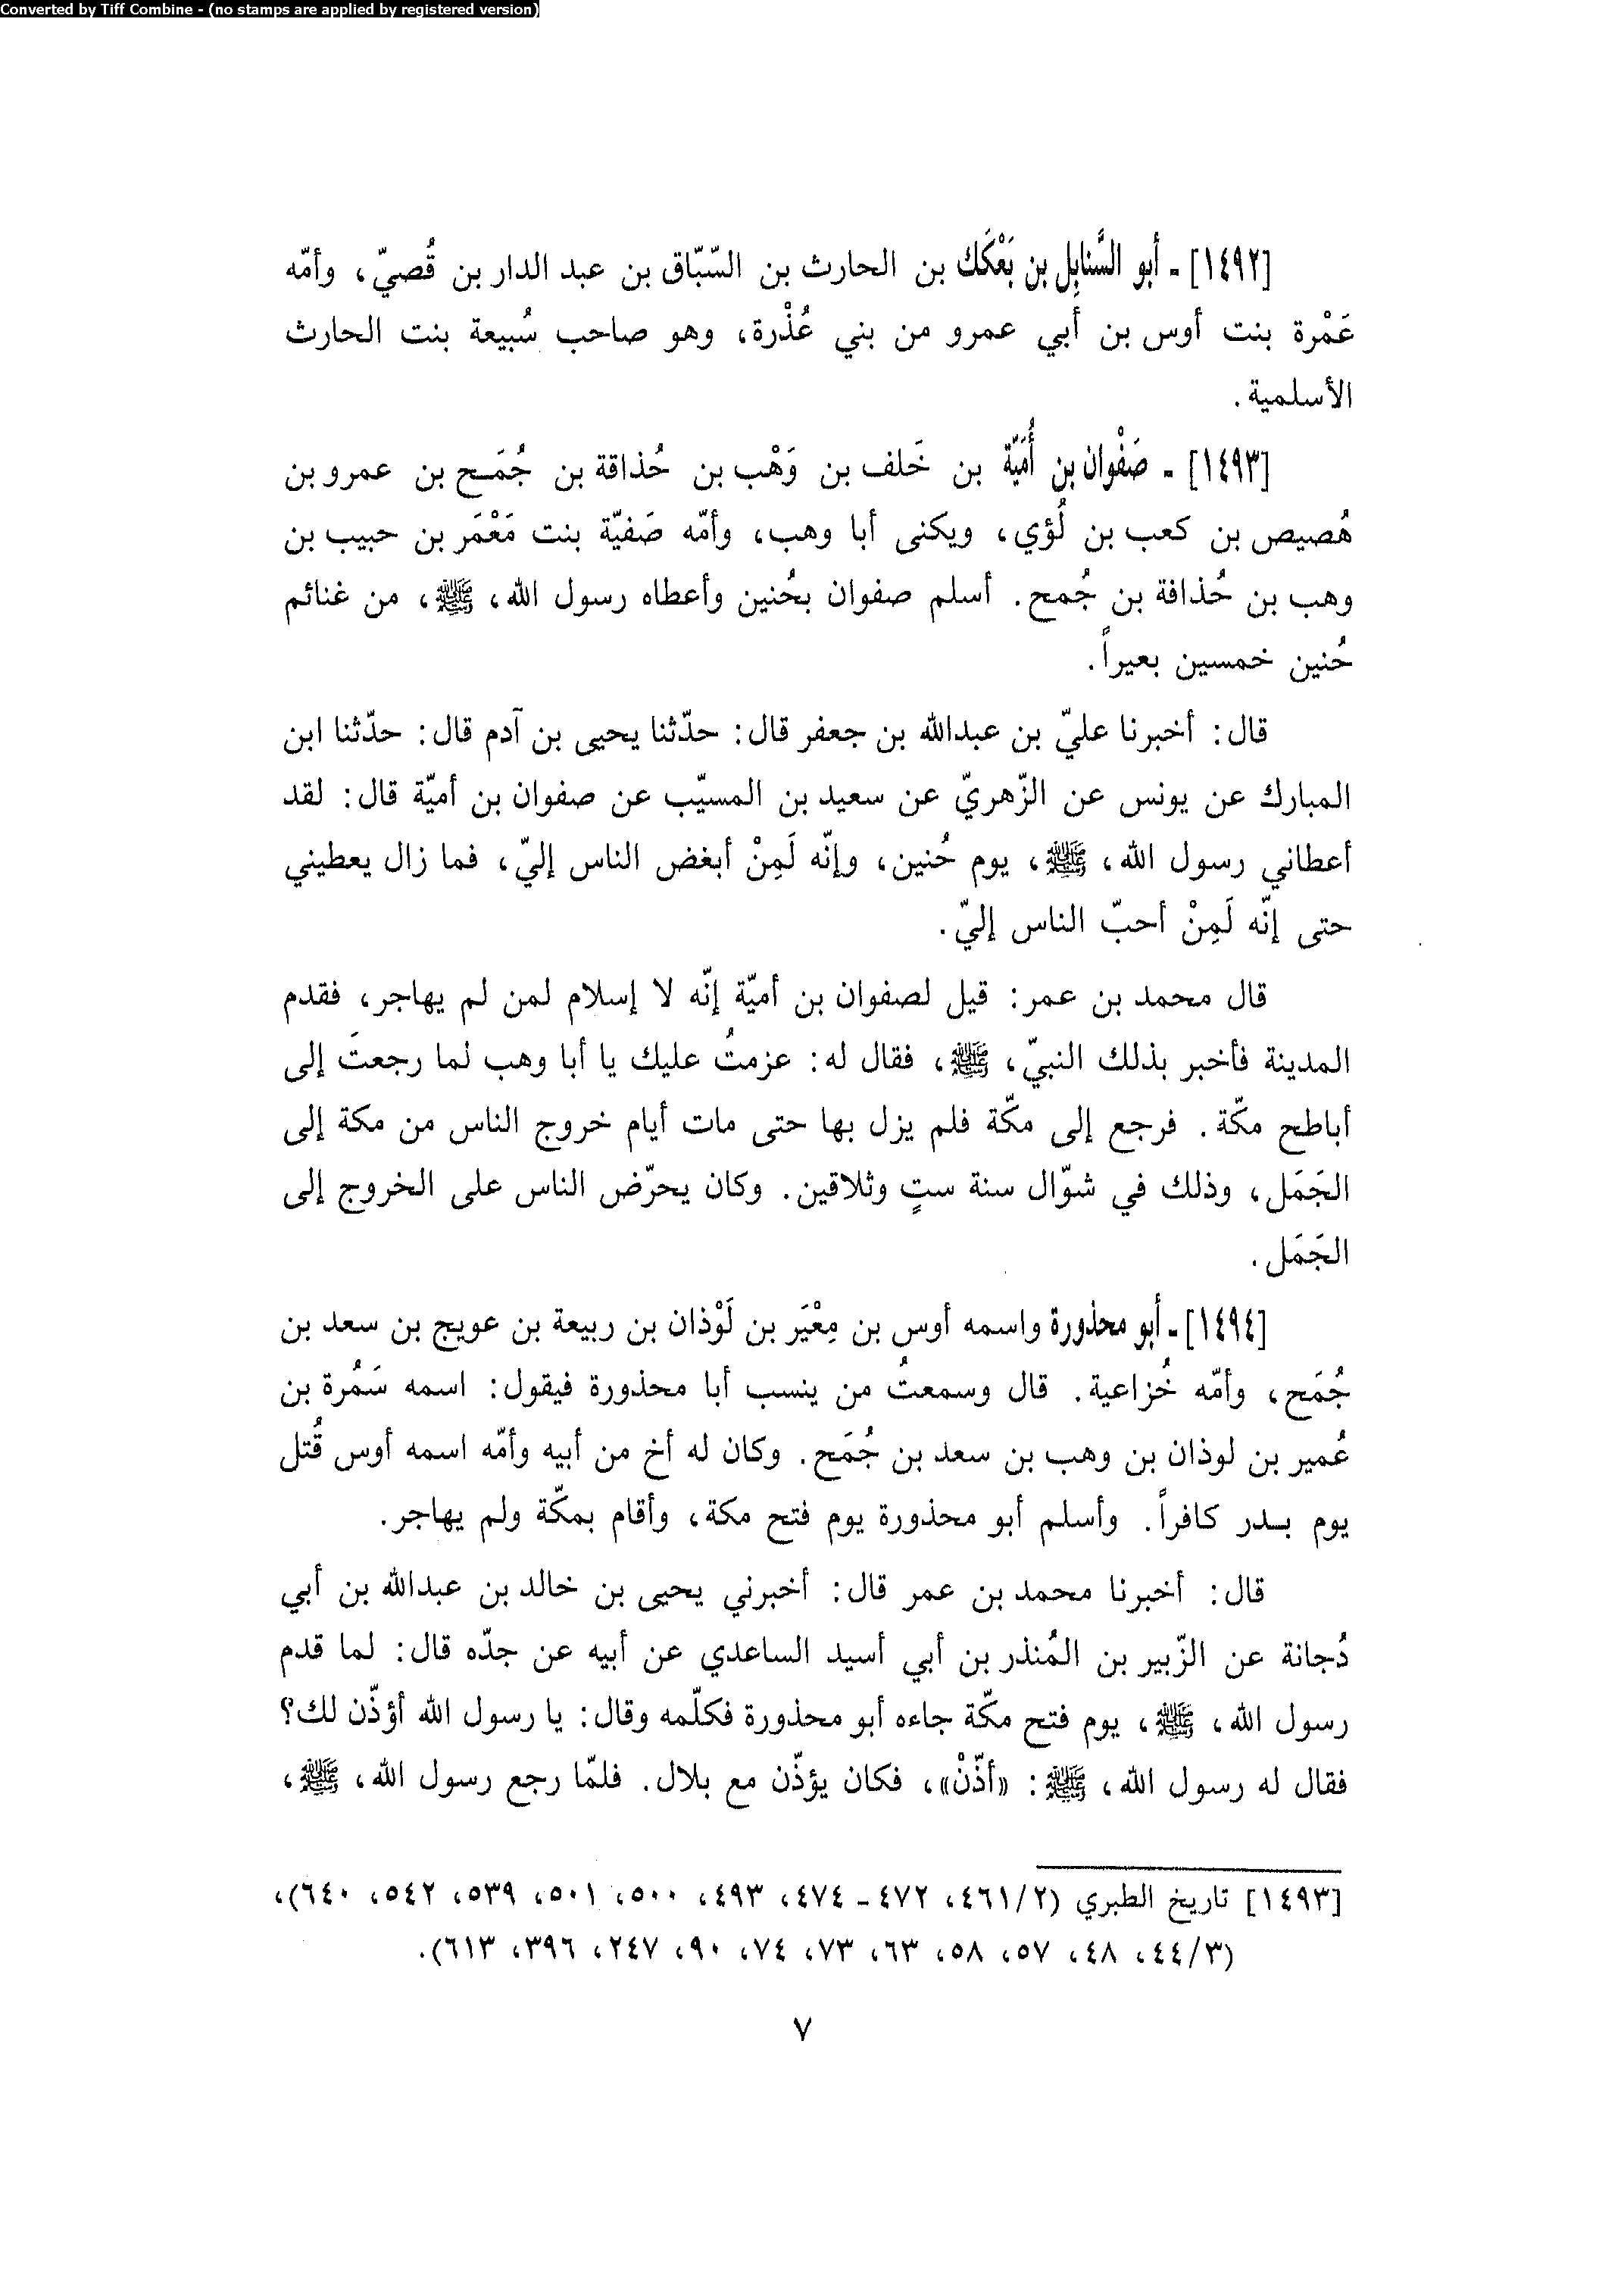 Converted by Tiff Combine - (no stamps are applied by registered version)
[١٤٩٢] - أبو السَّنابِل بن بَعْكَك بن الحارث بن السّبّاق بن عبد الدار بن قُصيّ، وأمّه
عَمْرة بنت أوس بن أبي عمرو من بني عُذْرة، وهو صاحب سُبيعة بنت الحارث
الأسلمية.
[١٤٩٣] - صَفْوان بن أُمَيّة بن خَلف بن وَهْب بن حُذاقة بن جُمَح بن عمرو بن
هُصيص بن كعب بن لُؤي، ويكنى أبا وهب، وأمّه صَفيّة بنت مَعْمَر بن حبيب بن
وهب بن حُذافة بن جُمح. أسلم صفوان بحُنين وأعطاه رسول الله، ﷺ، من غنائم
حُنين خمسين بعيراً.
قال: أخبرنا عليّ بن عبدالله بن جعفر قال: حدّثنا يحيى بن آدم قال: حدّثنا ابن
المبارك عن يونس عن الزّهريّ عن سعيد بن المسيّب عن صفوان بن أميّة قال: لقد
أعطاني رسول الله، ﷺ، يوم حُنين، وإنّه لَمِنْ أبغض الناس إليّ، فما زال يعطيني
حتى إنّه لَمِنْ أحبّ الناس إليّ.
قال محمد بن عمر: قيل لصفوان بن أميّة إنّه لا إسلام لمن لم يهاجر، فقدم
المدينة فأخبر بذلك النبيّ، ﷺ، فقال له: عزمتُ عليك يا أبا وهب لما رجعتَ إلى
أباطح مكّة. فرجع إلى مكّة فلم يزل بها حتى مات أيام خروج الناس من مكة إلى
الجَمَل، وذلك في شوّال سنة ستٍ وثلاقين. وكان يحرّض الناس على الخروج إلى
الجَمَل.
[١٤٩٤] - أبو محذورة واسمه أوس بن مِعْيَر بن لَوْذان بن ربيعة بن عويج بن سعد بن
جُمَح، وأمّه خُزاعية. قال وسمعتُ من ينسب أبا محذورة فيقول: اسمه سَمُرة بن
عُمير بن لوذان بن وهب بن سعد بن جُمَح. وكان له أخ من أبيه وأمّه اسمه أوس قُتل
يوم بدر كافراً. وأسلم أبو محذورة يوم فتح مكة، وأقام بمكّة ولم يهاجر.
قال: أخبرنا محمد بن عمر قال: أخبرني يحيى بن خالد بن عبدالله بن أبي
دُجانة عن الزّبير بن المُنذر بن أبي أسيد الساعدي عن أبيه عن جدّه قال: لما قدم
رسول الله، ﷺ، يوم فتح مكّة جاءه أبو محذورة فكلّمه وقال: يا رسول الله أؤذّن لك؟
فقال له رسول الله، ﷺ: «أذّنْ»، فكان يؤذّن مع بلال. فلمّا رجع رسول الله، ﷺ،
[١٤٩٣] تاريخ الطبري (٤٦١/٢، ٤٧٢ - ٤٧٤، ٤٩٣، ٥٠٠، ٥٠١، ٥٣٩، ٥٤٢، ٦٤٠)،
(٤٤/٣، ٤٨، ٥٧، ٥٨، ٦٣، ٧٣، ٧٤، ٩٠، ٢٤٧، ٣٩٦، ٦١٣).
٧